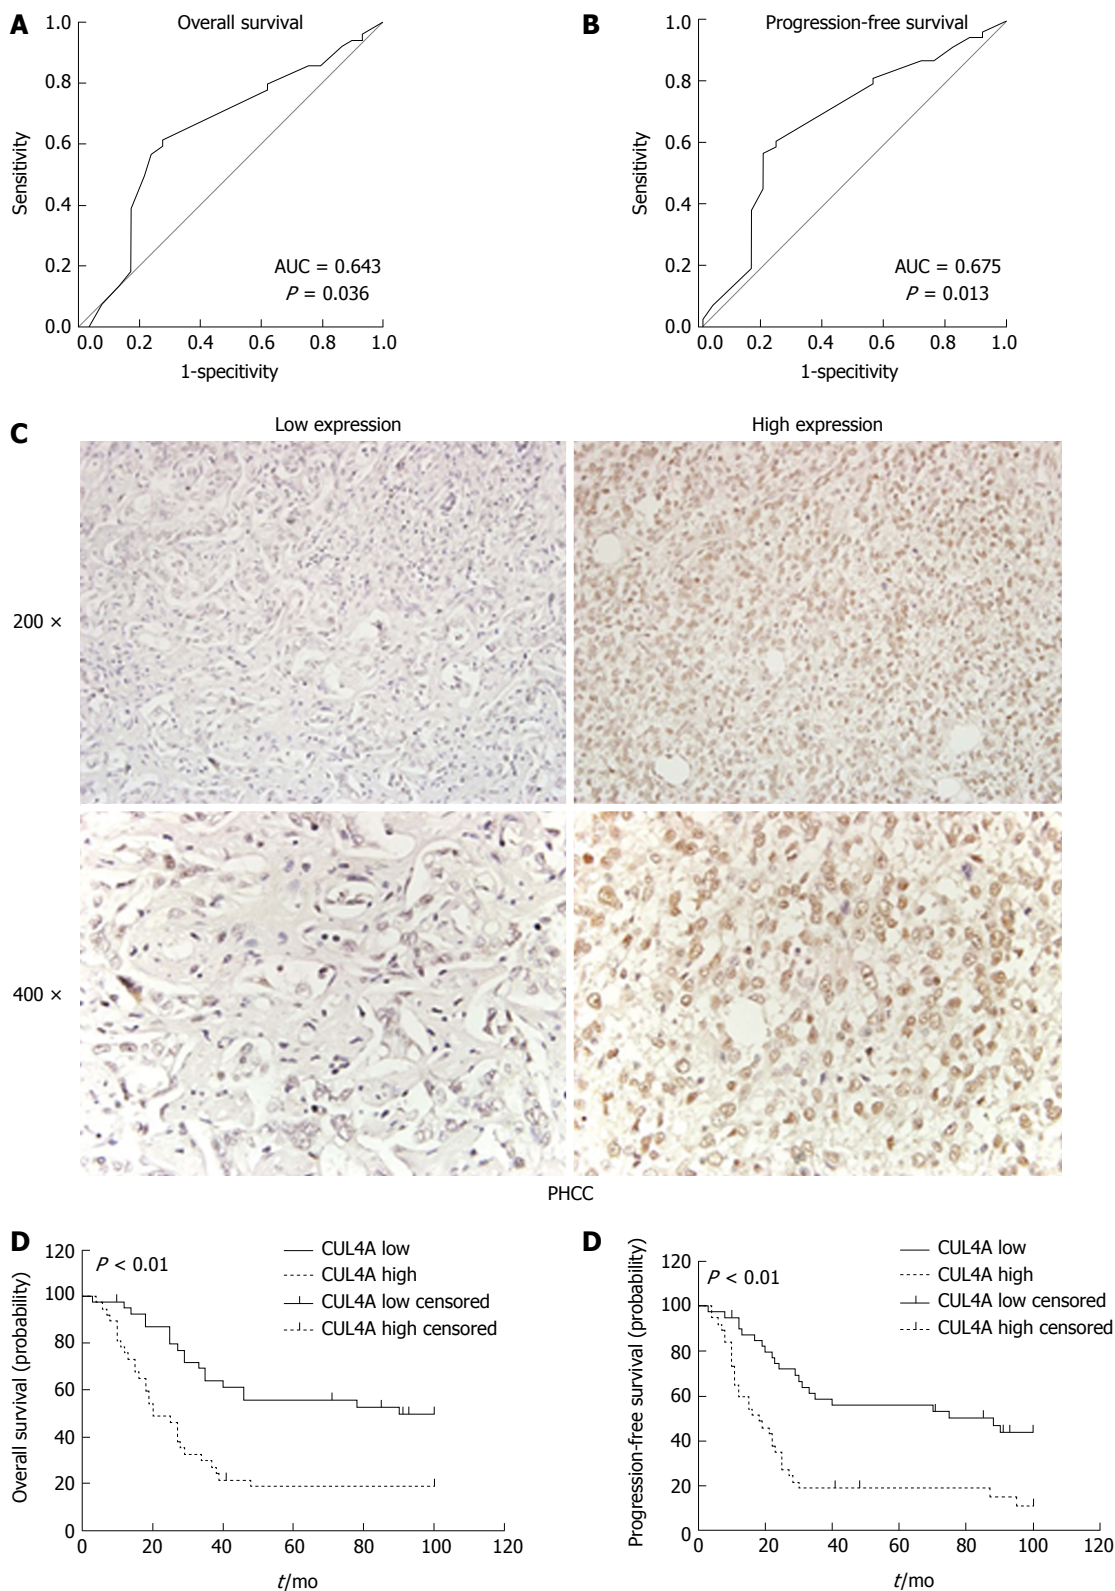 A
Overall survival
1.0
0.8
0.6
0.4
0.2
0.0
Sensitivity
AUC = 0.643
P = 0.036
0.0 0.2 0.4 0.6 0.8 1.0
1-specitivity
B
Progression-free survival
1.0
0.8
0.6
0.4
0.2
0.0
Sensitivity
AUC = 0.675
P = 0.013
0.0 0.2 0.4 0.6 0.8 1.0
1-specitivity
C
Low expression
High expression
200 ×
400 ×
PHCC
D
120
100
80
60
40
20
0
Overall survival (probability)
P < 0.01
CUL4A low
CUL4A high
CUL4A low censored
CUL4A high censored
0 20 40 60 80 100 120
t/mo
D
120
100
80
60
40
20
0
Progression-free survival (probability)
P < 0.01
CUL4A low
CUL4A high
CUL4A low censored
CUL4A high censored
0 20 40 60 80 100 120
t/mo